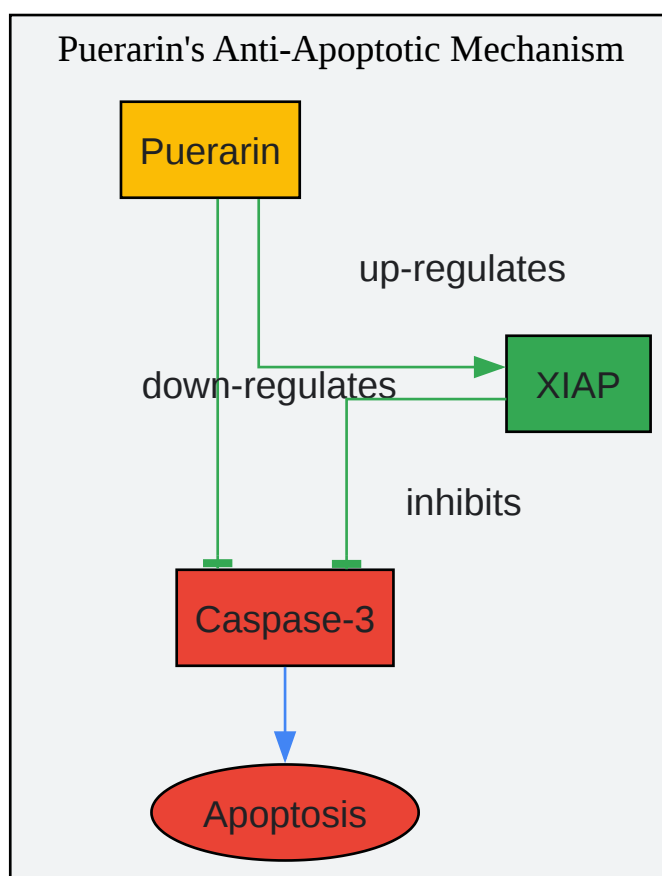 Puerarin's Anti-Apoptotic Mechanism
Puerarin
up-regulates
down-regulates
XIAP
inhibits
Caspase-3
Apoptosis